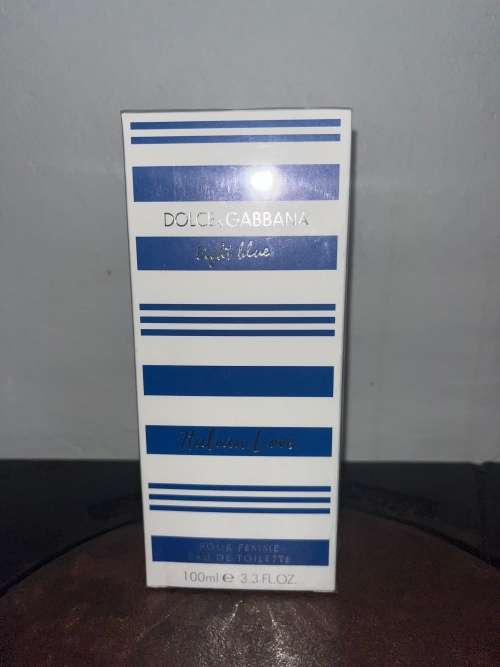 DOLCE&GABBANA
light blue
Italian Love
POUR FEMME
EAU DE TOILETTE
100ml ℮ 3.3 FL.OZ.